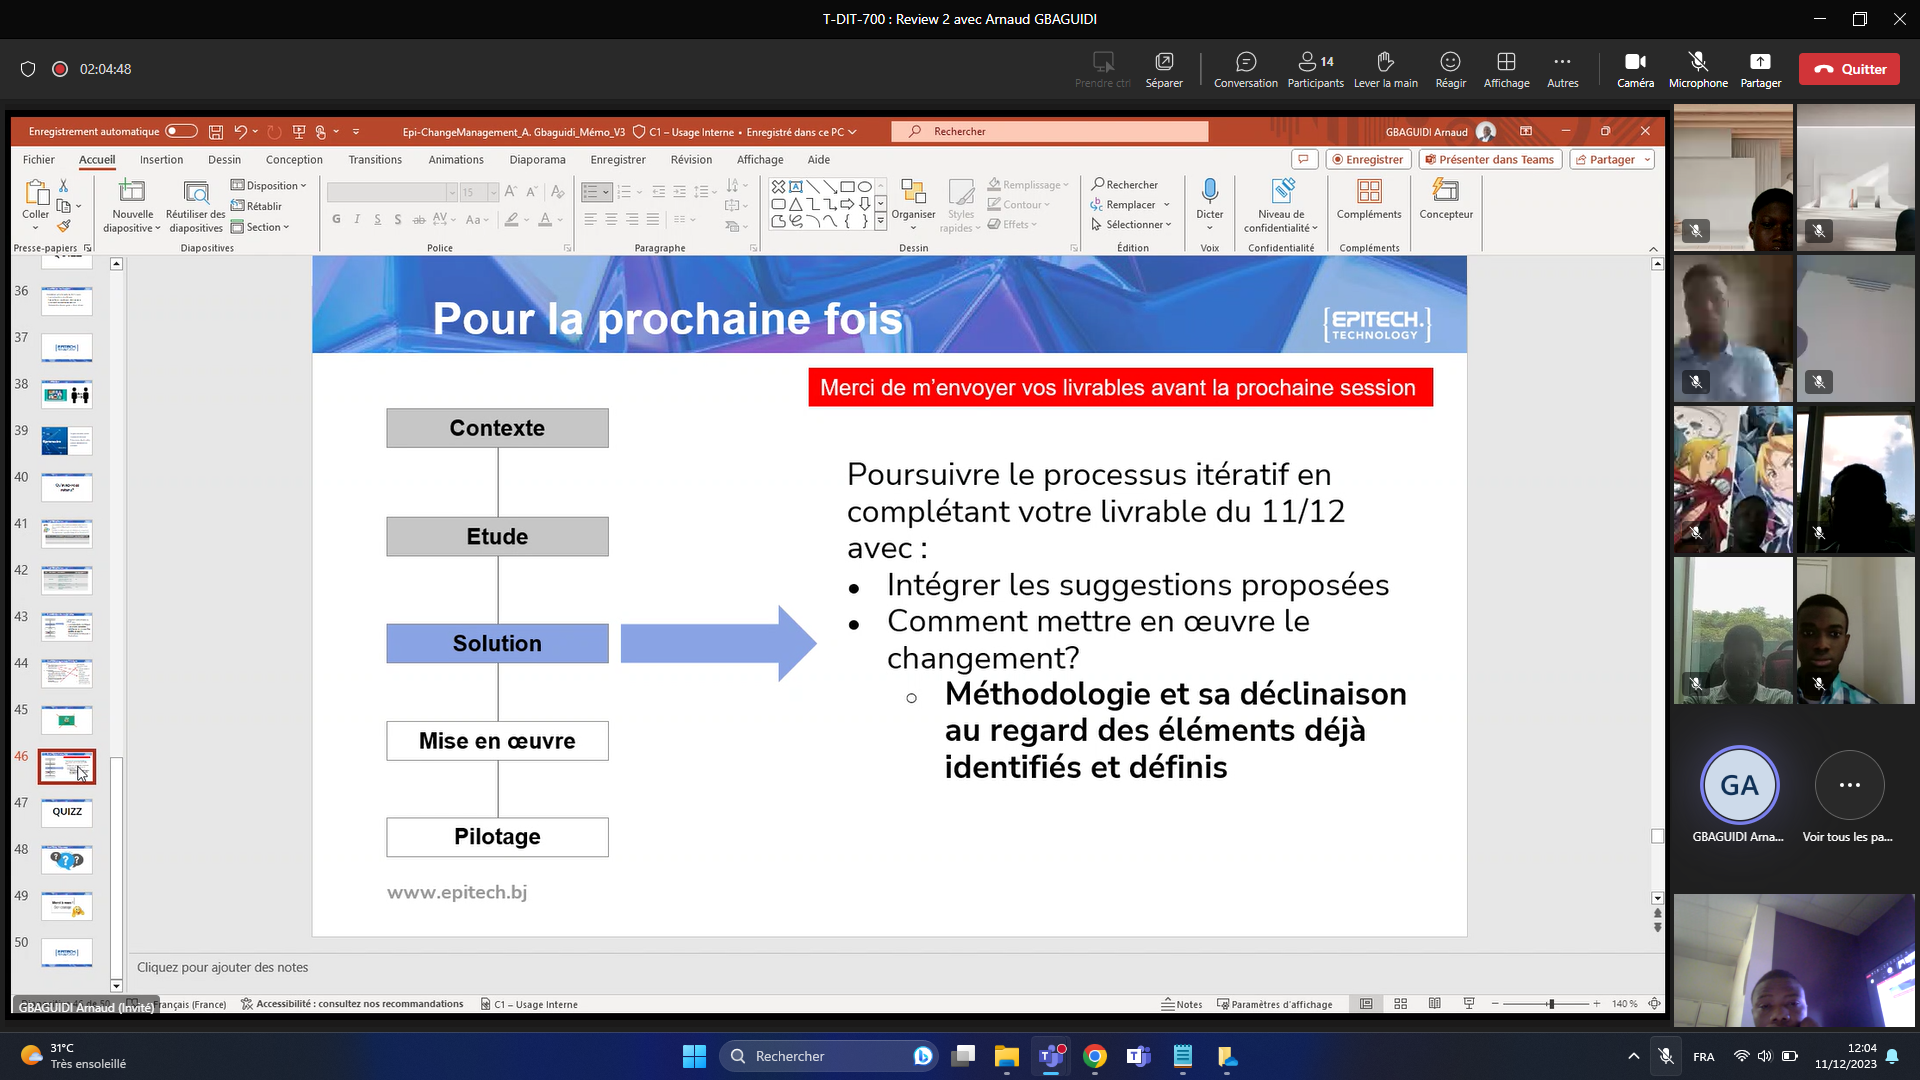 T-DIT-700 : Review 2 avec Arnaud GBAGUIDI
02:04:48
Prendre ctrl
Séparer
Conversation
14
Participants
Lever la main
Réagir
Affichage
Autres
Caméra
Microphone
Partager
Quitter
Enregistrement automatique
Epi-ChangeManagement_A. Gbaguidi_Mémo_V3
C1 – Usage Interne • Enregistré dans ce PC
Rechercher
GBAGUIDI Arnaud
Fichier
Accueil
Insertion
Dessin
Conception
Transitions
Animations
Diaporama
Enregistrer
Révision
Affichage
Aide
Enregistrer
Présenter dans Teams
Partager
Coller
Nouvelle
diapositive
Réutiliser des
diapositives
Disposition
Rétablir
Section
15
G I S S ab AV Aa A
Organiser
Styles
rapides
Remplissage
Contour
Effets
Rechercher
Remplacer
Sélectionner
Dicter
Niveau de
confidentialité
Compléments
Concepteur
Presse-papiers
Diapositives
Police
Paragraphe
Dessin
Édition
Voix
Confidentialité
Compléments
36
37
38
39
40
41
42
43
44
45
46
47
QUIZZ
48
49
50
Pour la prochaine fois
[EPITECH.]
TECHNOLOGY
Merci de m'envoyer vos livrables avant la prochaine session
Contexte
Etude
Solution
Mise en œuvre
Pilotage
Poursuivre le processus itératif en
complétant votre livrable du 11/12
avec :
● Intégrer les suggestions proposées
● Comment mettre en œuvre le
changement?
○ Méthodologie et sa déclinaison
au regard des éléments déjà
identifiés et définis
www.epitech.bj
Cliquez pour ajouter des notes
GBAGUIDI Arnaud (Invité)
Français (France)
Accessibilité : consultez nos recommandations
C1 – Usage Interne
Notes
Paramètres d'affichage
140 %
GA
GBAGUIDI Arna...
Voir tous les pa...
31°C
Très ensoleillé
Rechercher
FRA
12:04
11/12/2023